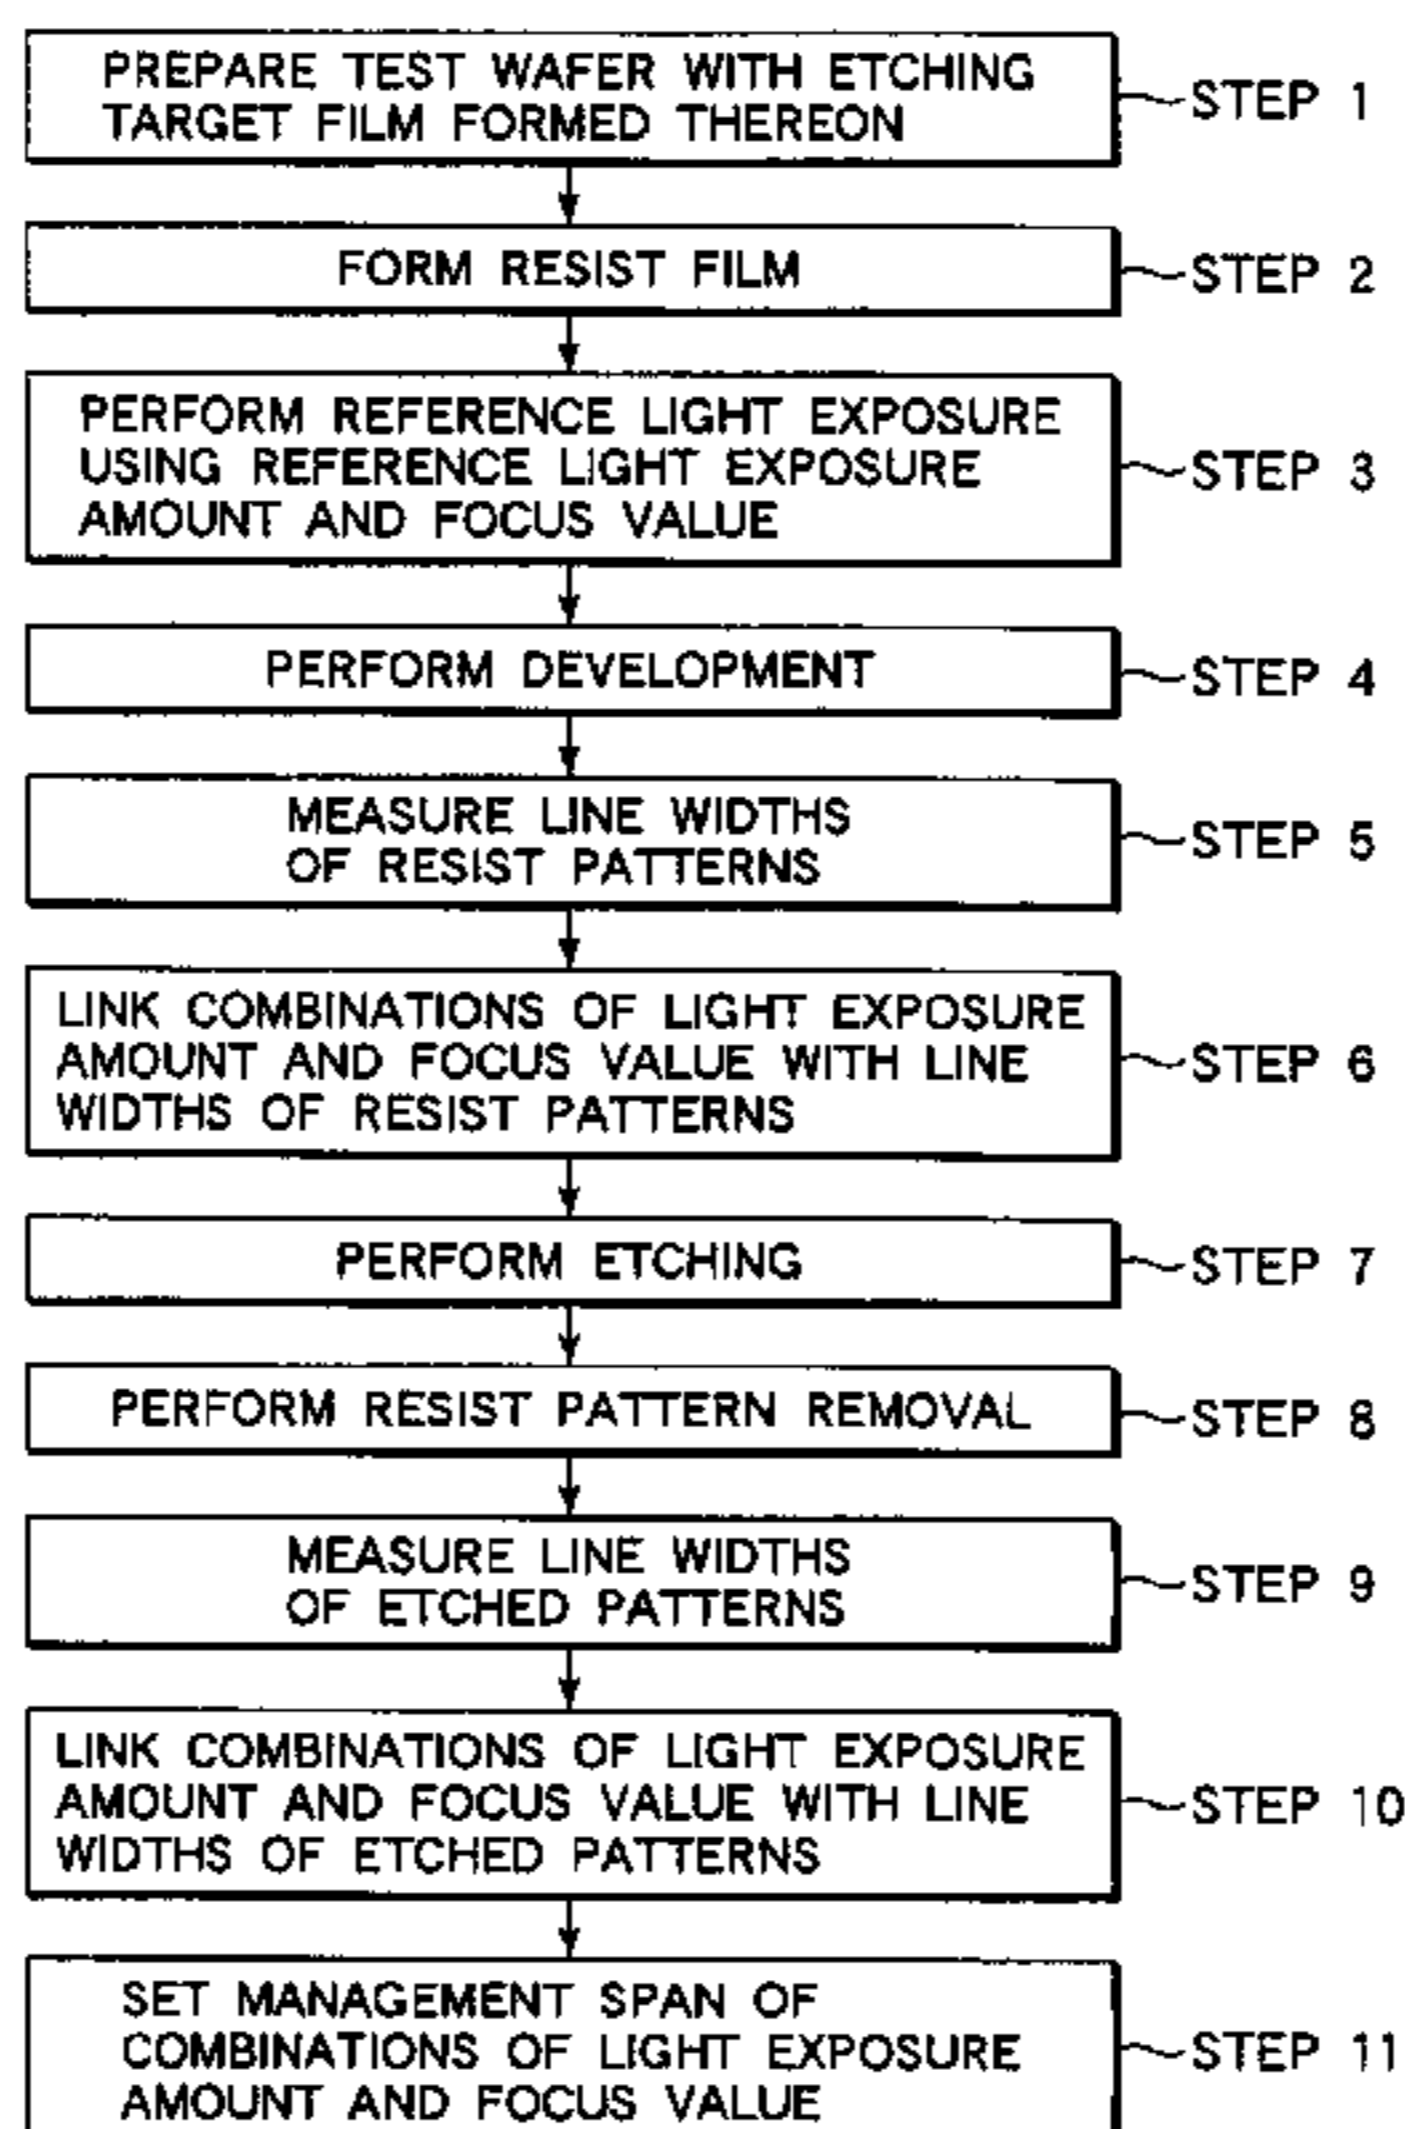 PREPARE TEST WAFER WITH ETCHING
TARGET FILM FORMED THEREON
STEP 1
FORM RESIST FILM
STEP 2
PERFORM REFERENCE LIGHT EXPOSURE
USING REFERENCE LIGHT EXPOSURE
AMOUNT AND FOCUS VALUE
STEP 3
PERFORM DEVELOPMENT
STEP 4
MEASURE LINE WIDTHS
OF RESIST PATTERNS
STEP 5
LINK COMBINATIONS OF LIGHT EXPOSURE
AMOUNT AND FOCUS VALUE WITH LINE
WIDTHS OF RESIST PATTERNS
STEP 6
PERFORM ETCHING
STEP 7
PERFORM RESIST PATTERN REMOVAL
STEP 8
MEASURE LINE WIDTHS
OF ETCHED PATTERNS
STEP 9
LINK COMBINATIONS OF LIGHT EXPOSURE
AMOUNT AND FOCUS VALUE WITH LINE
WIDTHS OF ETCHED PATTERNS
STEP 10
SET MANAGEMENT SPAN OF
COMBINATIONS OF LIGHT EXPOSURE
AMOUNT AND FOCUS VALUE
STEP 11